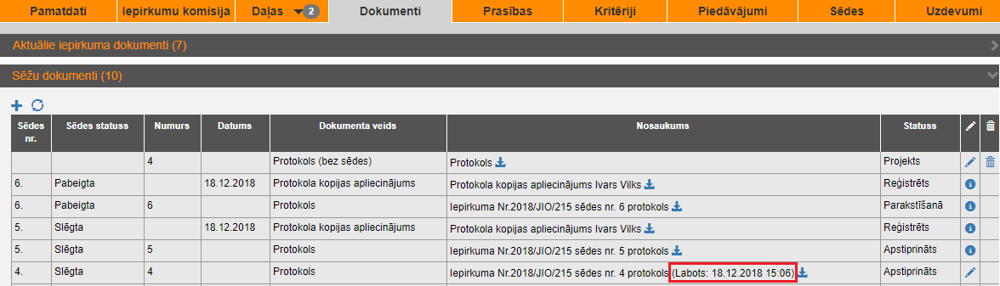 Pamatdati Iepirkumu komisija Daļas 2 Dokumenti Prasības Kritēriji Piedāvājumi Sēdes Uzdevumi
Aktuālie iepirkuma dokumenti (7)
Sēžu dokumenti (10)
Sēdes nr. Sēdes statuss Numurs Datums Dokumenta veids Nosaukums Statuss
4 Protokols (bez sēdes) Protokols Projekts
6. Pabeigta 18.12.2018 Protokola kopijas apliecinājums Protokola kopijas apliecinājums Ivars Vilks Reģistrēts
6. Pabeigta 6 Protokols Iepirkuma Nr.2018/JIO/215 sēdes nr. 6 protokols Parakstīšanā
5. Slēgta 18.12.2018 Protokola kopijas apliecinājums Protokola kopijas apliecinājums Ivars Vilks Reģistrēts
5. Slēgta 5 Protokols Iepirkuma Nr.2018/JIO/215 sēdes nr. 5 protokols Apstiprināts
4. Slēgta 4 Protokols Iepirkuma Nr.2018/JIO/215 sēdes nr. 4 protokols (Labots: 18.12.2018 15:06) Apstiprināts